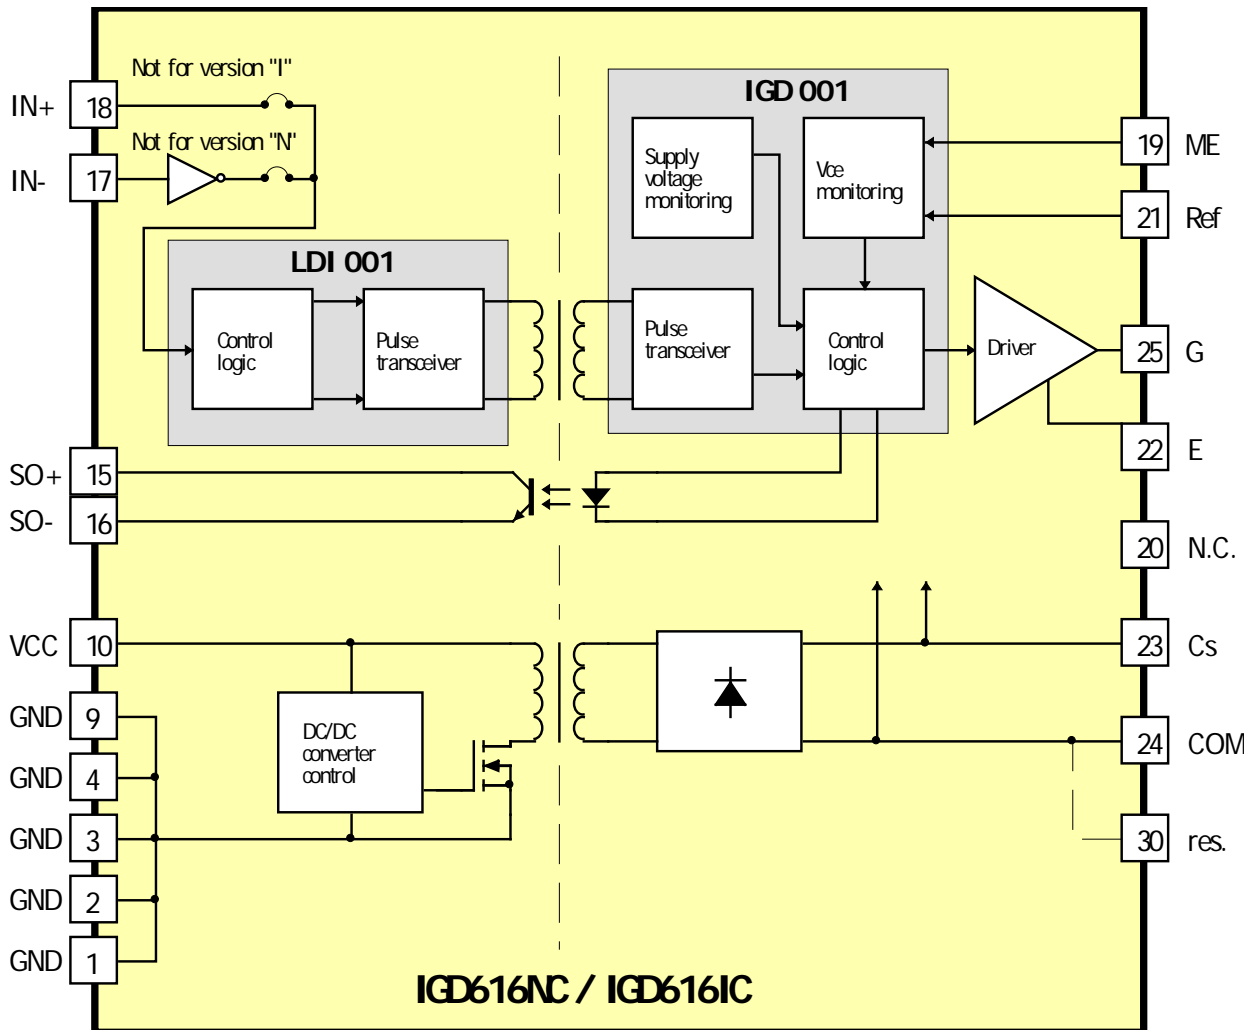 Not for version "I"
IN+ 18
Not for version "N"
IN- 17
LDI 001
Control
logic
Pulse
transceiver
IGD 001
Supply
voltage
monitoring
Vce
monitoring
Pulse
transceiver
Control
logic
Driver
19 ME
21 Ref
25 G
22 E
20 N.C.
23 Cs
24 COM
30 res.
SO+ 15
SO- 16
VCC 10
GND 9
GND 4
GND 3
GND 2
GND 1
DC/DC
converter
control
IGD616NC / IGD616IC